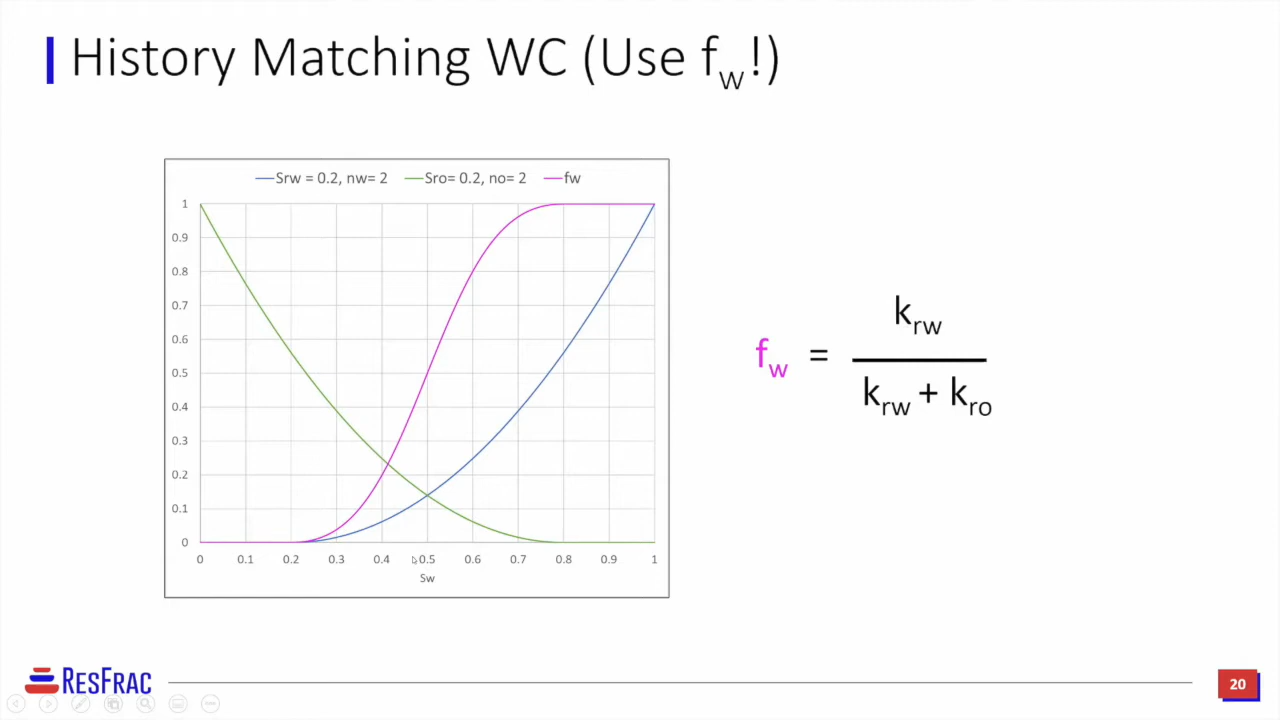 History Matching WC (Use fw!)
Srw = 0.2, nw= 2 Sro= 0.2, no= 2 fw
1
0.9
0.8
0.7
0.6
0.5
0.4
0.3
0.2
0.1
0
0 0.1 0.2 0.3 0.4 0.5 0.6 0.7 0.8 0.9 1
Sw
fw = krw
krw + kro
RESFRAC
20